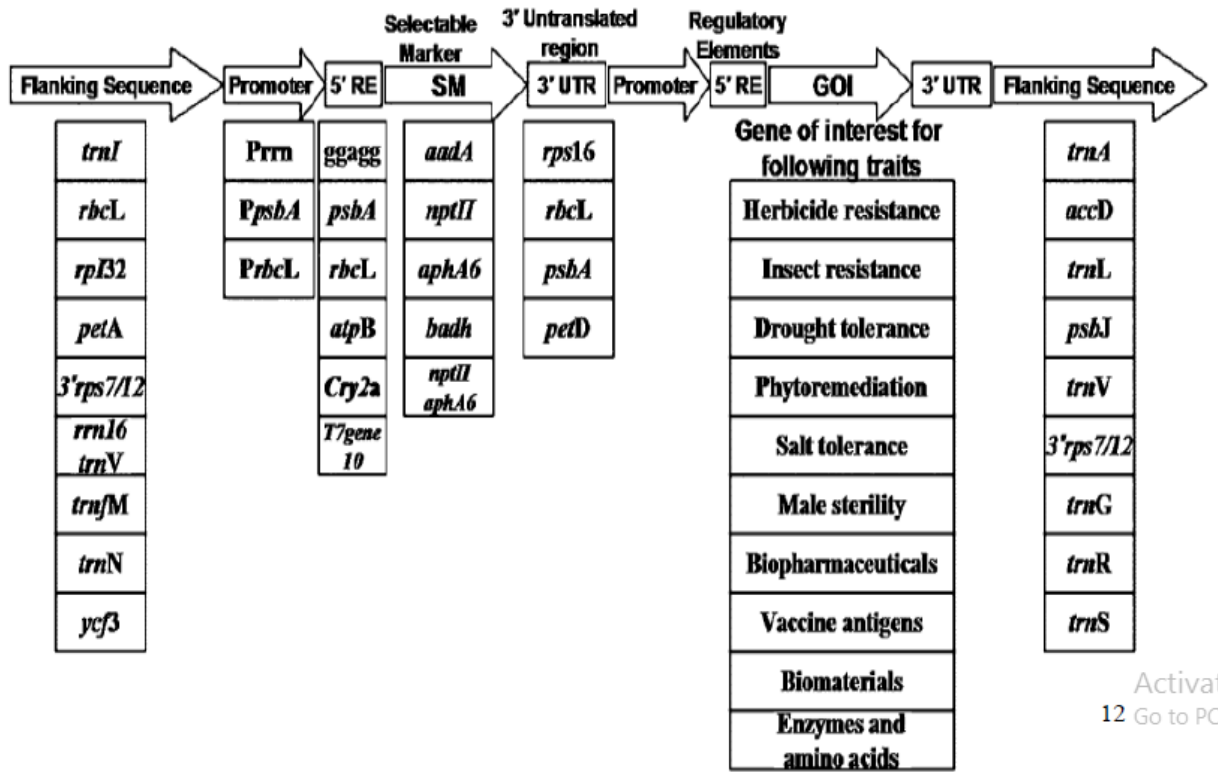 Selectable
Marker
3' Untranslated
region
Regulatory
Elements
Flanking Sequence
Promoter
5' RE
SM
3' UTR
Promoter
5' RE
GOI
3' UTR
Flanking Sequence
trnI
rbcL
rpl32
petA
3'rps7/12
rrn16
trnV
trnfM
trnN
ycf3
Prrn
PpsbA
PrbcL
ggagg
psbA
rbcL
atpB
Cry2a
T7gene
10
aadA
nptII
aphA6
badh
nptII
aphA6
rps16
rbcL
psbA
petD
Gene of interest for
following traits
Herbicide resistance
Insect resistance
Drought tolerance
Phytoremediation
Salt tolerance
Male sterility
Biopharmaceuticals
Vaccine antigens
Biomaterials
Enzymes and
amino acids
trnA
accD
trnL
psbJ
trnV
3'rps7/12
trnG
trnR
trnS
Activat
12 Go to PC